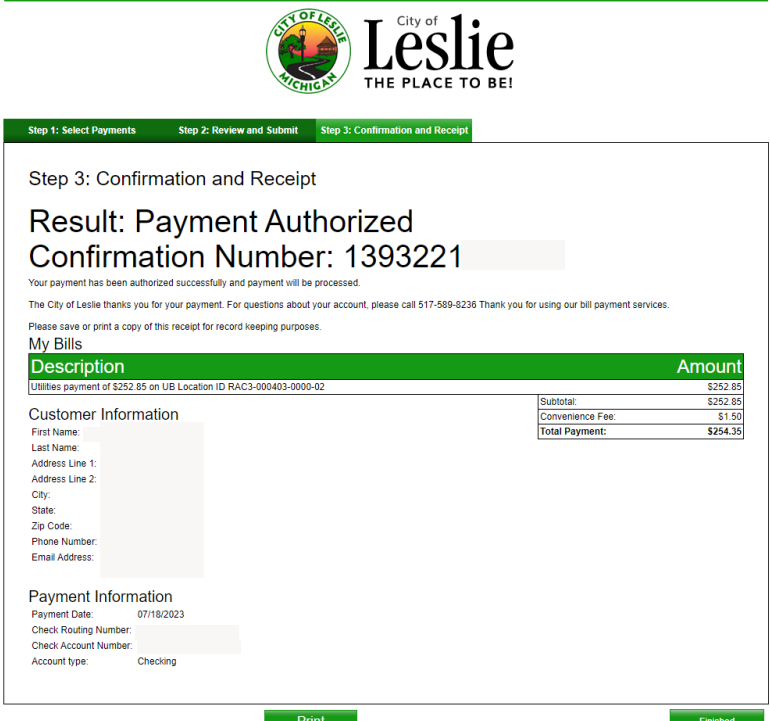 CITY OF LESLIE
MICHIGAN
City of
Leslie
THE PLACE TO BE!
Step 1: Select Payments Step 2: Review and Submit Step 3: Confirmation and Receipt
Step 3: Confirmation and Receipt
Result: Payment Authorized
Confirmation Number: 1393221
Your payment has been authorized successfully and payment will be processed.
The City of Leslie thanks you for your payment. For questions about your account, please call 517-589-8236 Thank you for using our bill payment services.
Please save or print a copy of this receipt for record keeping purposes.
My Bills
Description Amount
Utilities payment of $252.85 on UB Location ID RAC3-000403-0000-02 $252.85
Subtotal: $252.85
Convenience Fee: $1.50
Total Payment: $254.35
Customer Information
First Name:
Last Name:
Address Line 1:
Address Line 2:
City:
State:
Zip Code:
Phone Number:
Email Address:
Payment Information
Payment Date: 07/18/2023
Check Routing Number:
Check Account Number:
Account type: Checking
Print Finished